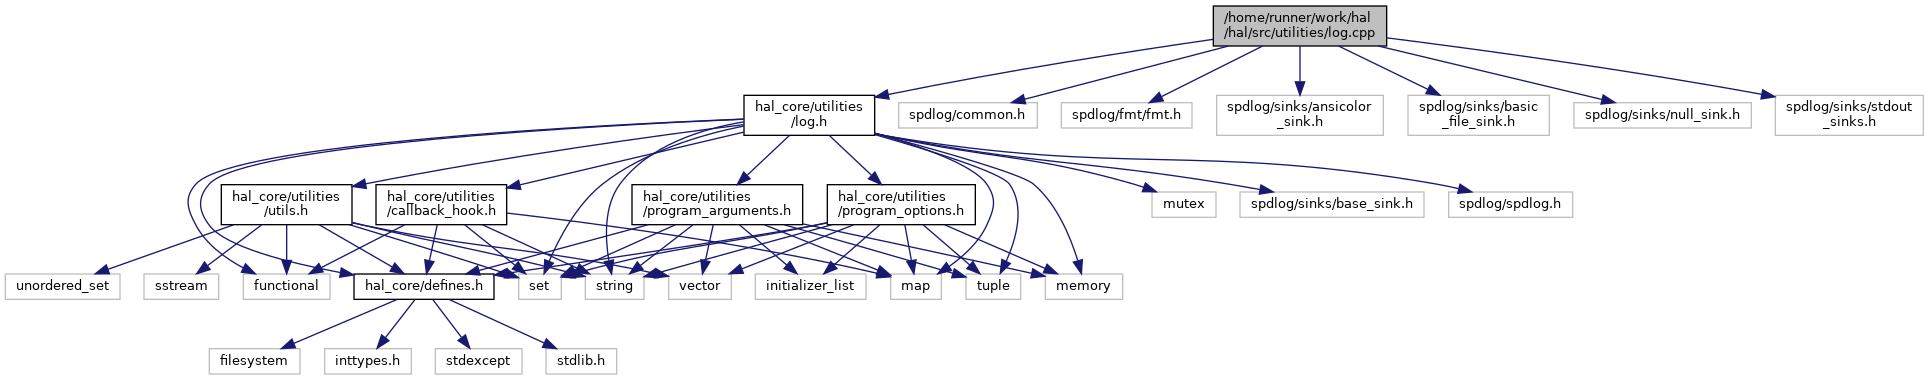 /home/runner/work/hal
/hal/src/utilities/log.cpp
hal_core/utilities
/log.h
spdlog/common.h
spdlog/fmt/fmt.h
spdlog/sinks/ansicolor
_sink.h
spdlog/sinks/basic
_file_sink.h
spdlog/sinks/null_sink.h
spdlog/sinks/stdout
_sinks.h
hal_core/utilities
/utils.h
hal_core/utilities
/callback_hook.h
hal_core/utilities
/program_arguments.h
hal_core/utilities
/program_options.h
mutex
spdlog/sinks/base_sink.h
spdlog/spdlog.h
unordered_set
sstream
functional
hal_core/defines.h
set
string
vector
initializer_list
map
tuple
memory
filesystem
inttypes.h
stdexcept
stdlib.h